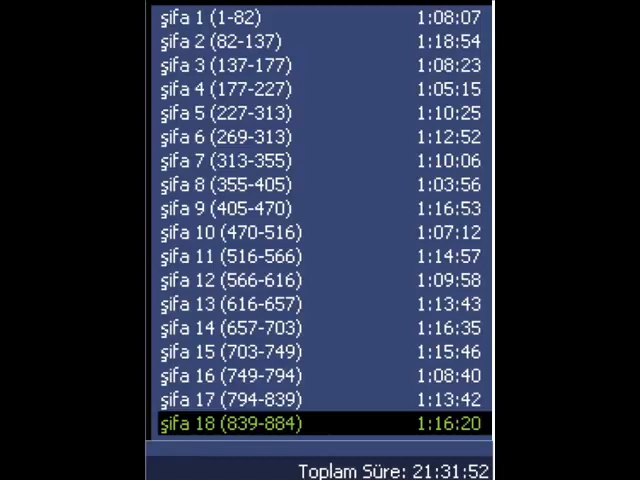 şifa 1 (1-82) 1:08:07
şifa 2 (82-137) 1:18:54
şifa 3 (137-177) 1:08:23
şifa 4 (177-227) 1:05:15
şifa 5 (227-313) 1:10:25
şifa 6 (269-313) 1:12:52
şifa 7 (313-355) 1:10:06
şifa 8 (355-405) 1:03:56
şifa 9 (405-470) 1:16:53
şifa 10 (470-516) 1:07:12
şifa 11 (516-566) 1:14:57
şifa 12 (566-616) 1:09:58
şifa 13 (616-657) 1:13:43
şifa 14 (657-703) 1:16:35
şifa 15 (703-749) 1:15:46
şifa 16 (749-794) 1:08:40
şifa 17 (794-839) 1:13:42
şifa 18 (839-884) 1:16:20
Toplam Süre: 21:31:52